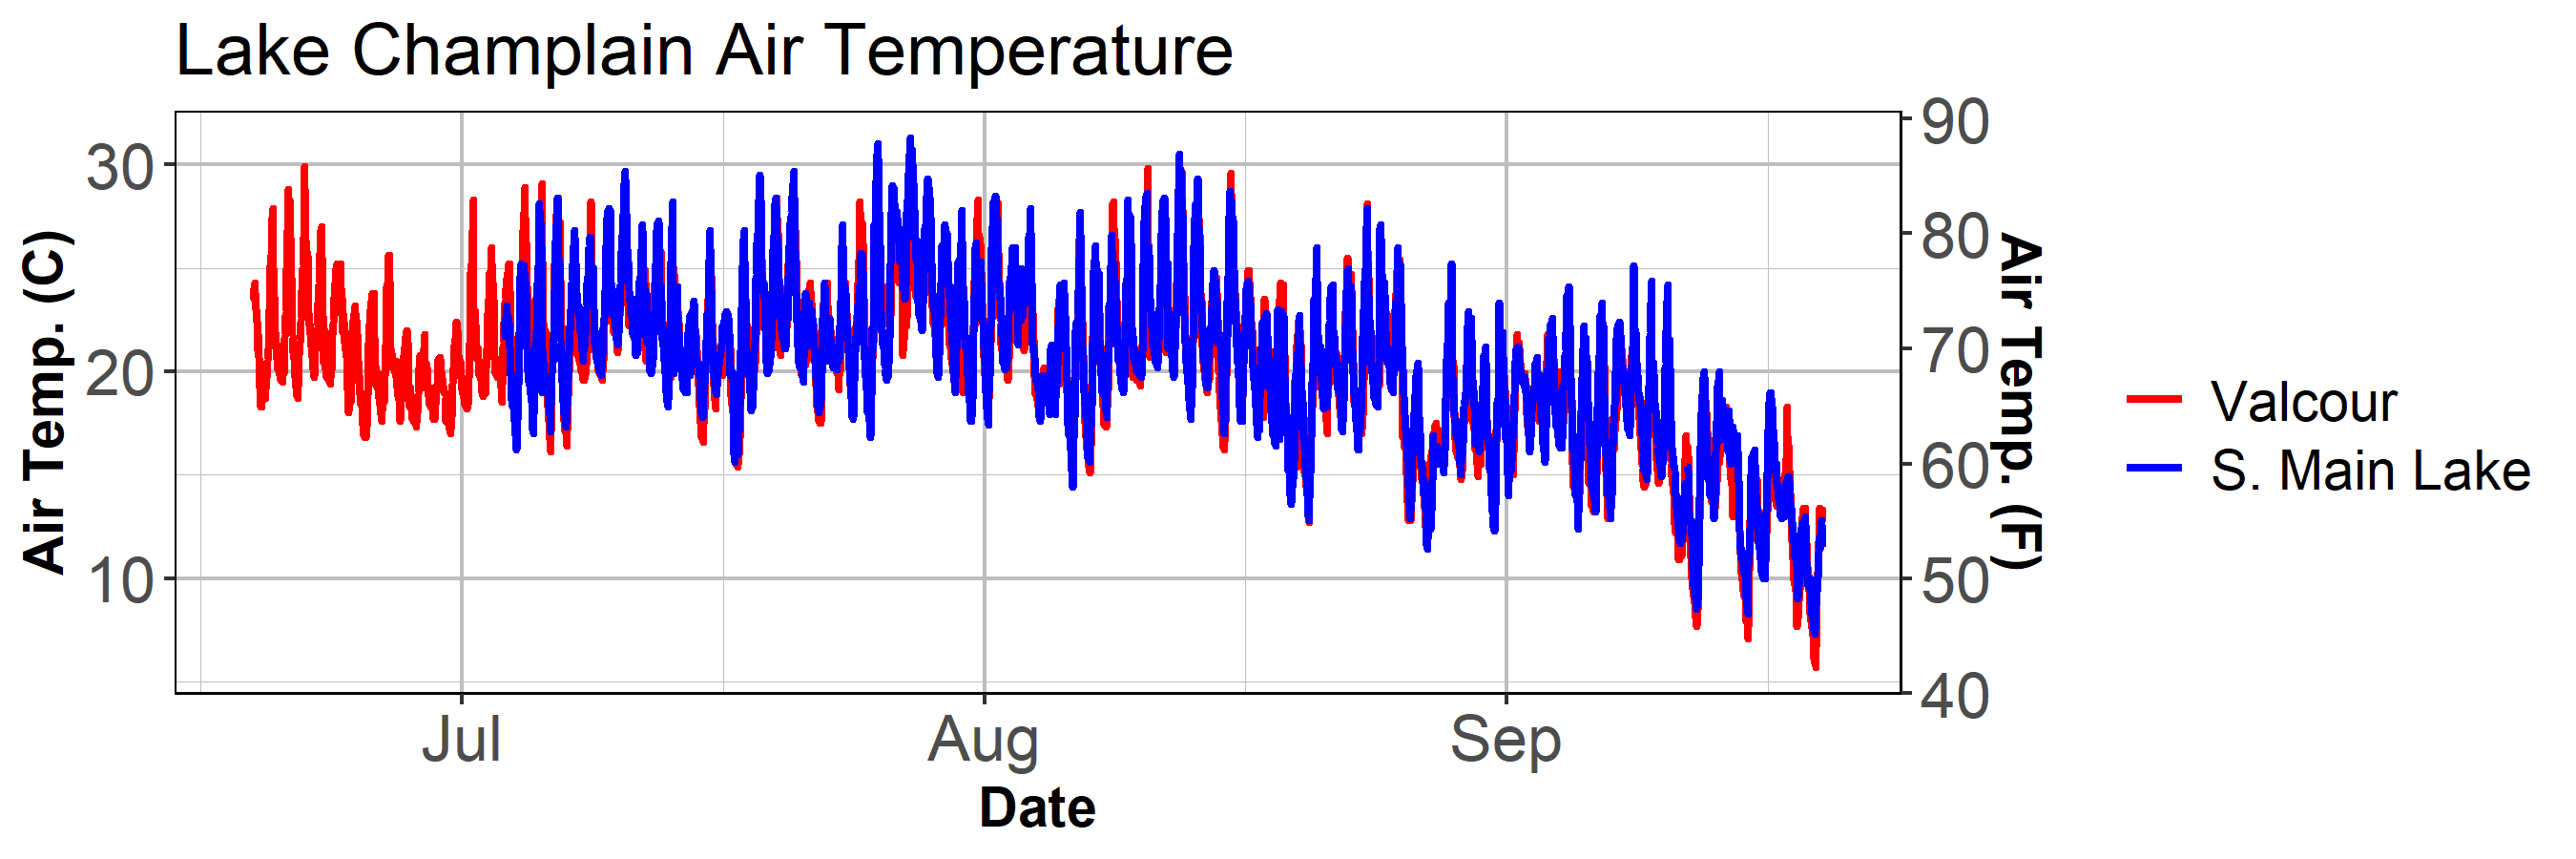 Lake Champlain Air Temperature
Air Temp. (C)
30
20
10
90
80
70
60
50
40
Air Temp. (F)
Jul
Aug
Sep
Date
Valcour
S. Main Lake